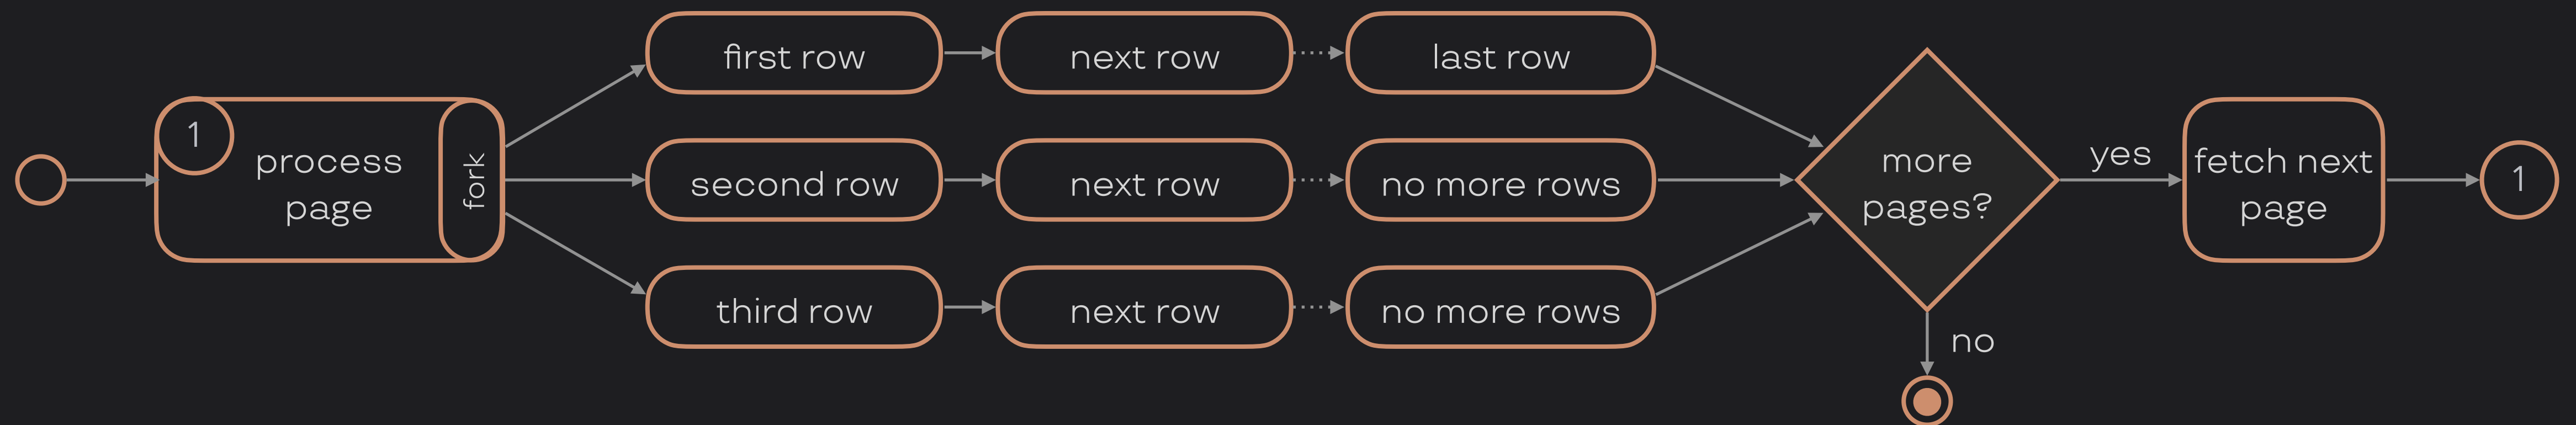 1
process
page
fork
first row
next row
last row
second row
next row
no more rows
third row
next row
no more rows
more
pages?
yes
no
fetch next
page
1